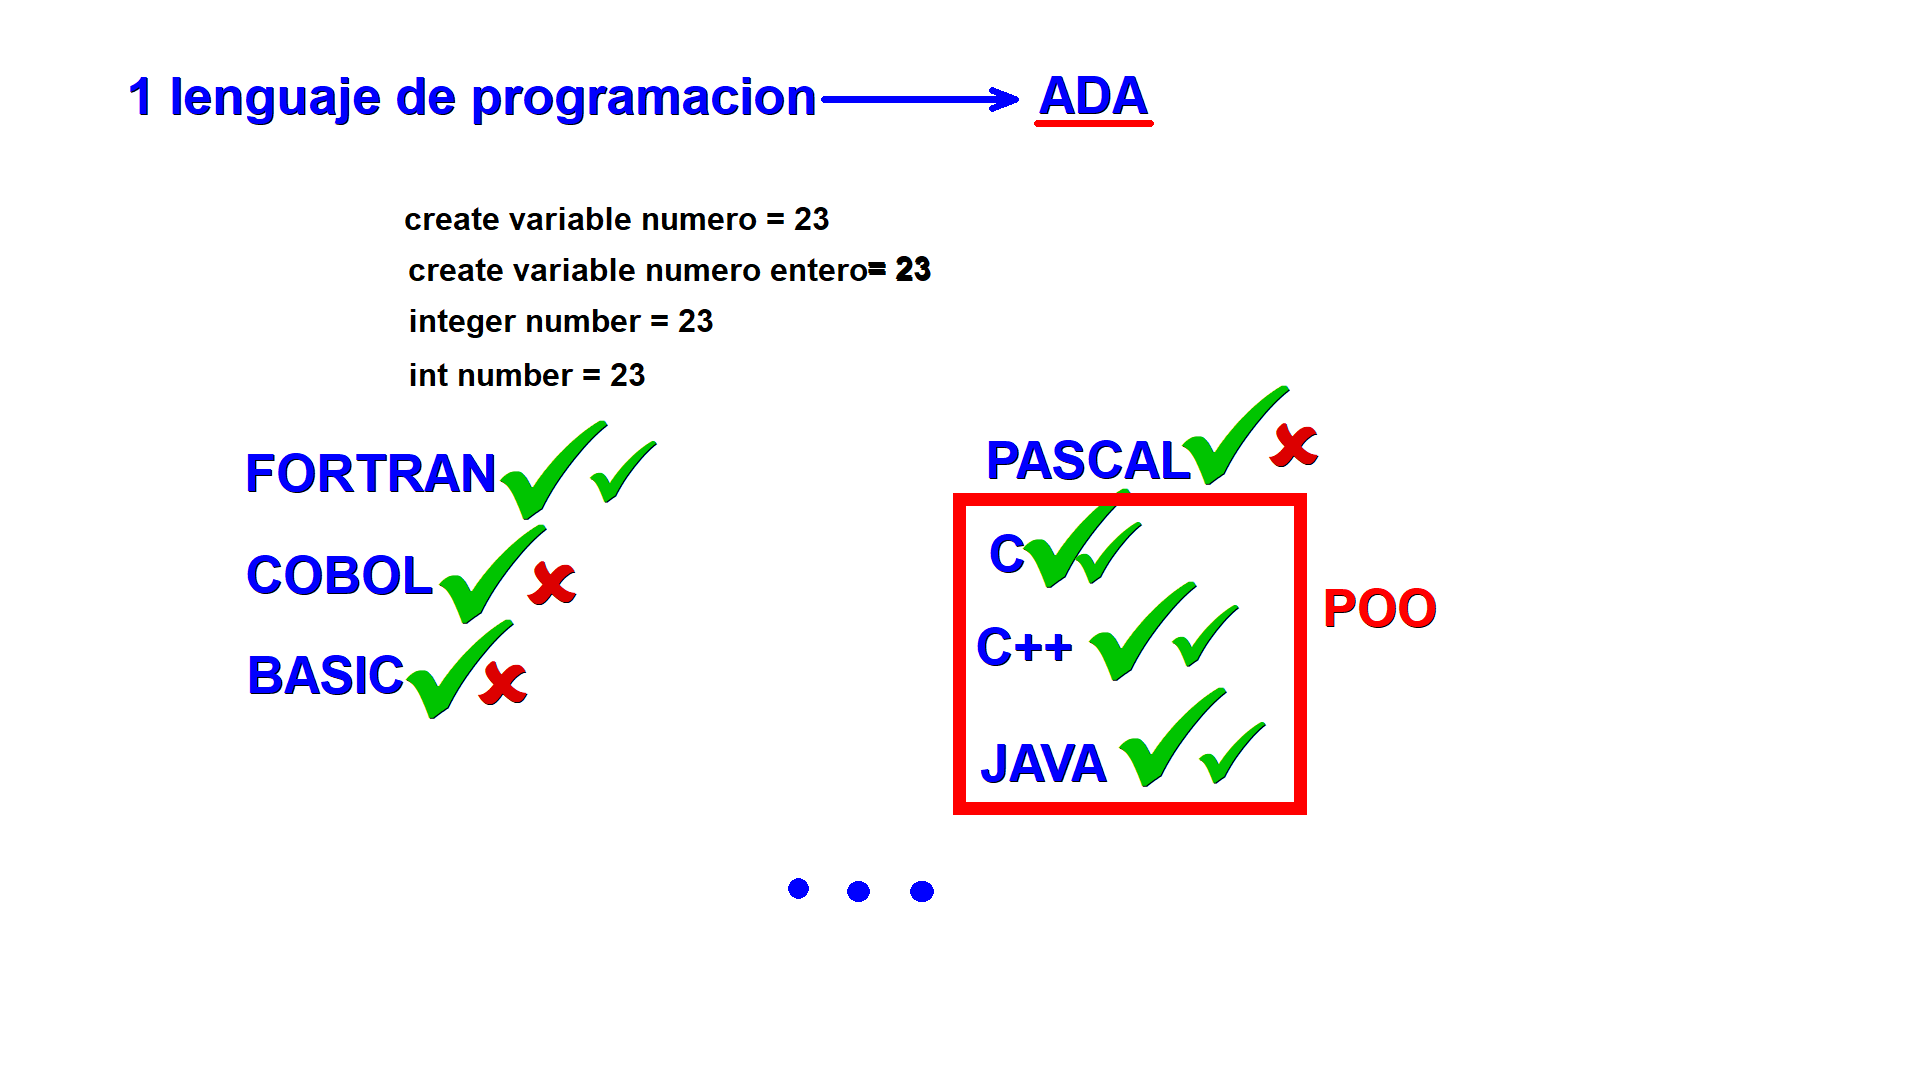 1 lenguaje de programacion ADA
create variable numero = 23
create variable numero entero= 23
integer number = 23
int number = 23
FORTRAN
COBOL
BASIC
PASCAL
C
C++
JAVA
POO